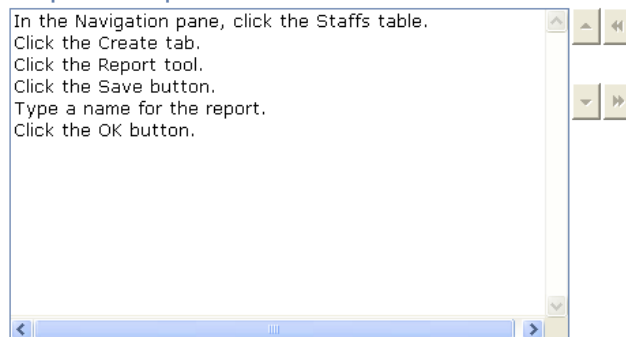 In the Navigation pane, click the Staffs table.
Click the Create tab.
Click the Report tool.
Click the Save button.
Type a name for the report.
Click the OK button.